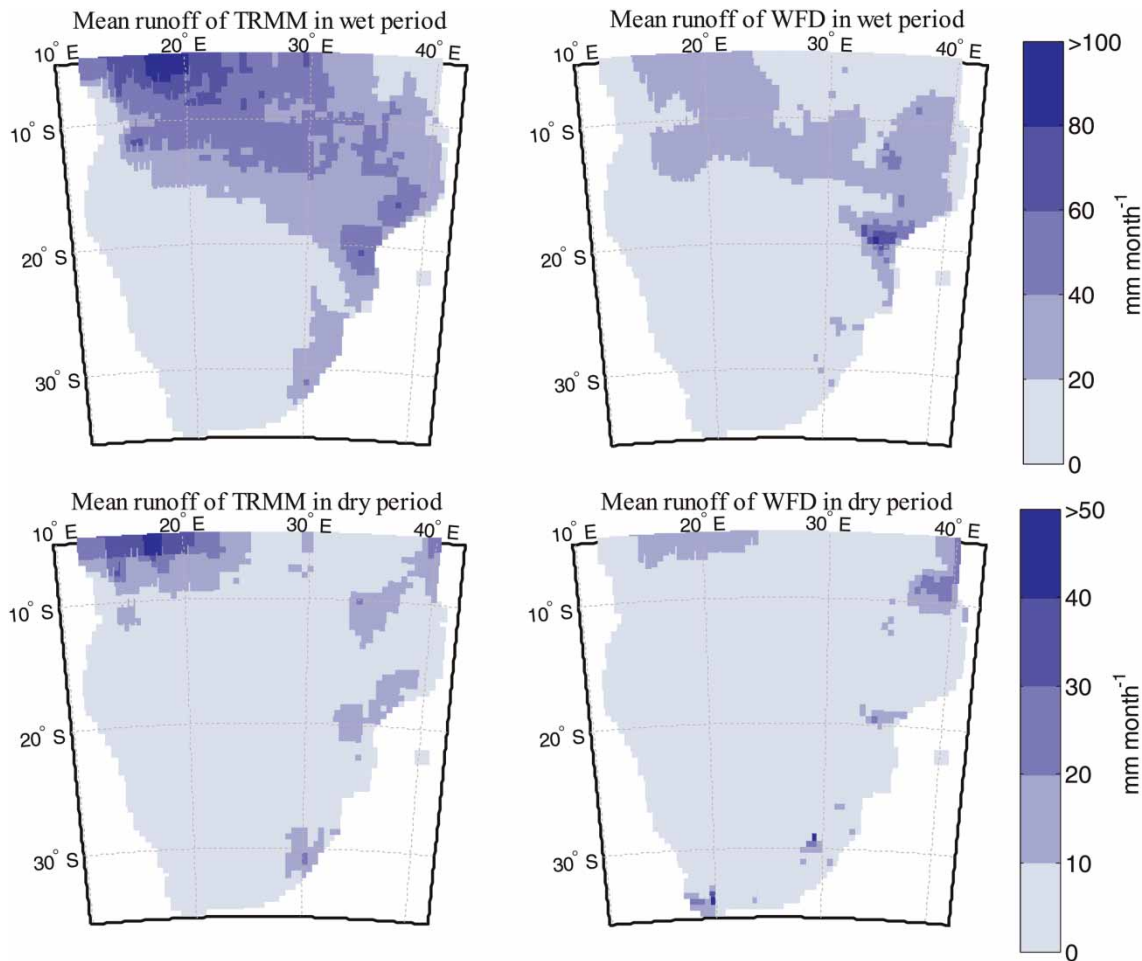 Mean runoff of TRMM in wet period
10° E 20° E 30° E 40° E
10° S
20° S
30° S
Mean runoff of WFD in wet period
10° E 20° E 30° E 40° E
10° S
20° S
30° S
>100
80
60
40
20
0
mm month⁻¹
Mean runoff of TRMM in dry period
10° E 20° E 30° E 40° E
10° S
20° S
30° S
Mean runoff of WFD in dry period
10° E 20° E 30° E 40° E
10° S
20° S
30° S
>50
40
30
20
10
0
mm month⁻¹